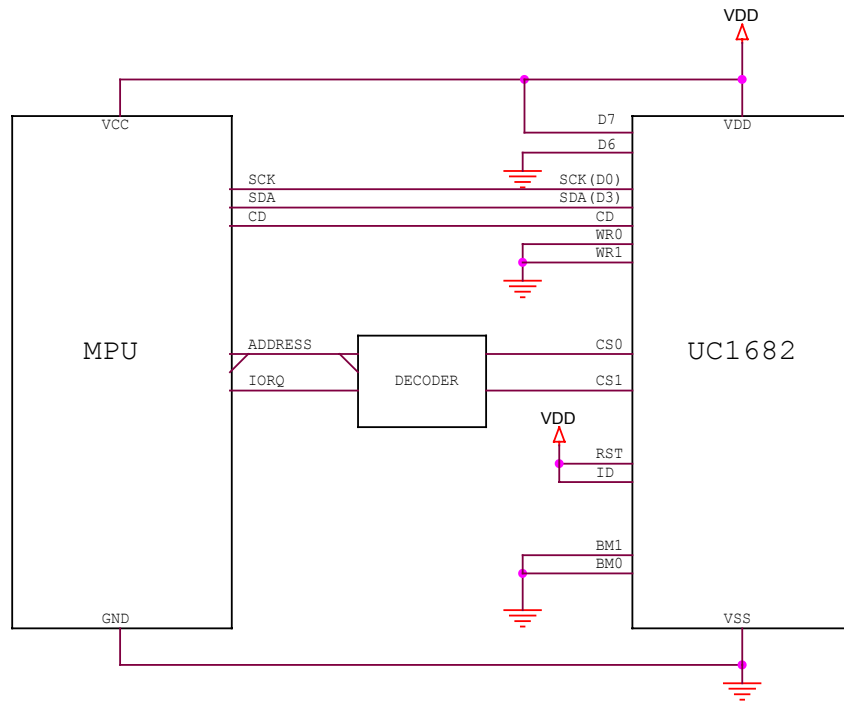 VDD
VCC
D7
VDD
D6
SCK
SCK(D0)
SDA
SDA(D3)
CD
CD
WR0
WR1
MPU
ADDRESS
CS0
UC1682
IORQ
DECODER
CS1
VDD
RST
ID
BM1
BM0
GND
VSS